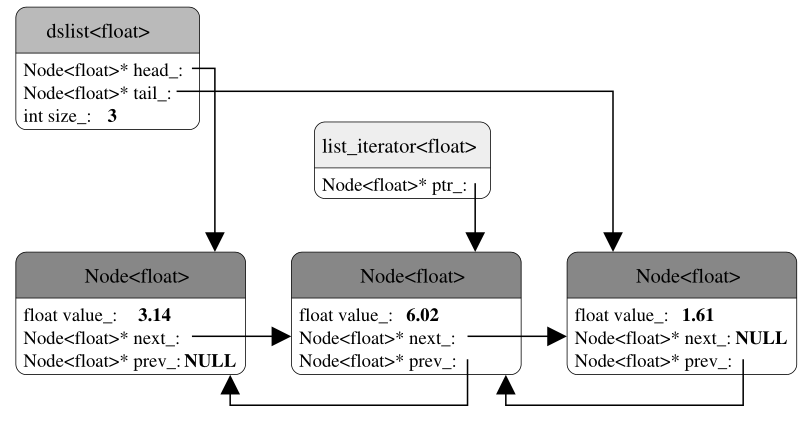 dslist<float>
Node<float>* head_:
Node<float>* tail_:
int size_: 3
list_iterator<float>
Node<float>* ptr_:
Node<float>
float value_: 3.14
Node<float>* next_:
Node<float>* prev_: NULL
Node<float>
float value_: 6.02
Node<float>* next_:
Node<float>* prev_:
Node<float>
float value_: 1.61
Node<float>* next_: NULL
Node<float>* prev_: